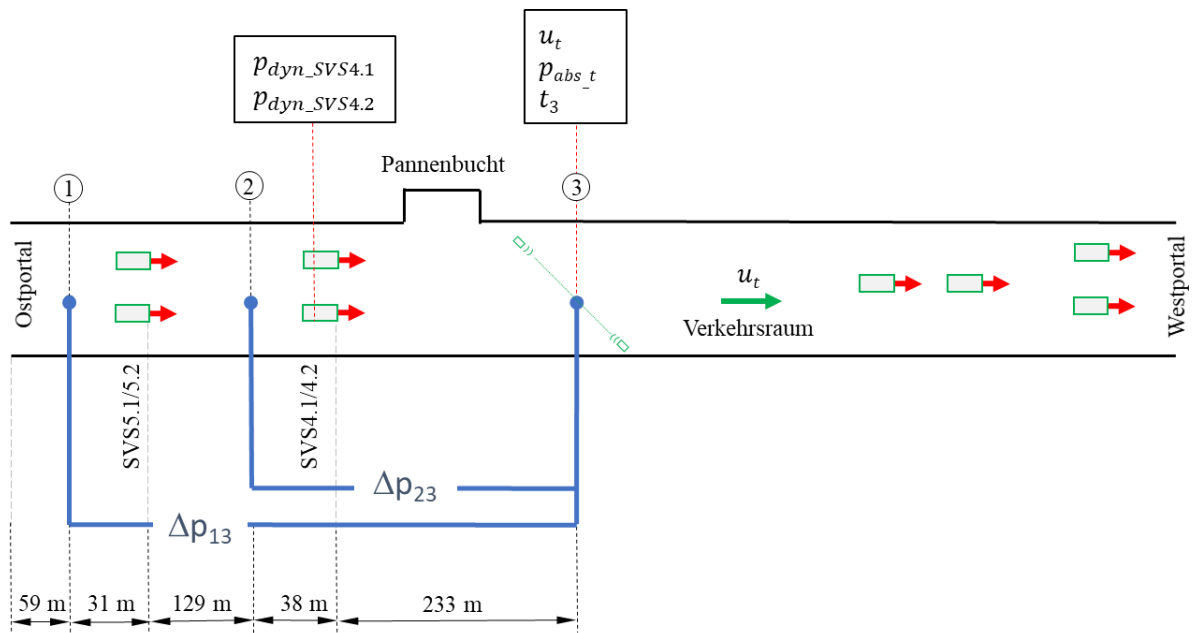 p_dyn_SVS4.1
p_dyn_SVS4.2
u_t
p_abs_t
t_3
Pannenbucht
1
2
3
Ostportal
SVS5.1/5.2
SVS4.1/4.2
u_t
Verkehrsraum
Westportal
Δp₂₃
Δp₁₃
59 m
31 m
129 m
38 m
233 m